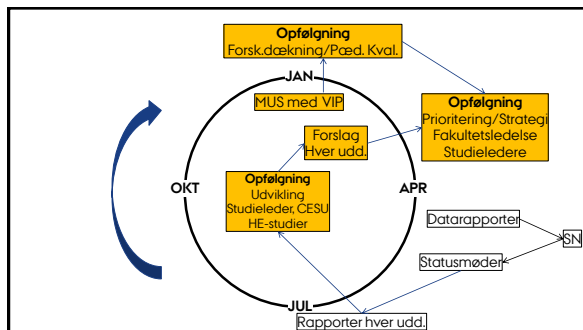 Opfølgning
Forsk.dækning/Pæd. Kval.
JAN
MUS med VIP
Opfølgning
Prioritering/Strategi
Fakultetsledelse
Studieledere
Forslag
Hver udd.
Opfølgning
Udvikling
Studieleder, CESU
HE-studier
OKT
APR
Datarapporter
SN
Statusmøder
JUL
Rapporter hver udd.